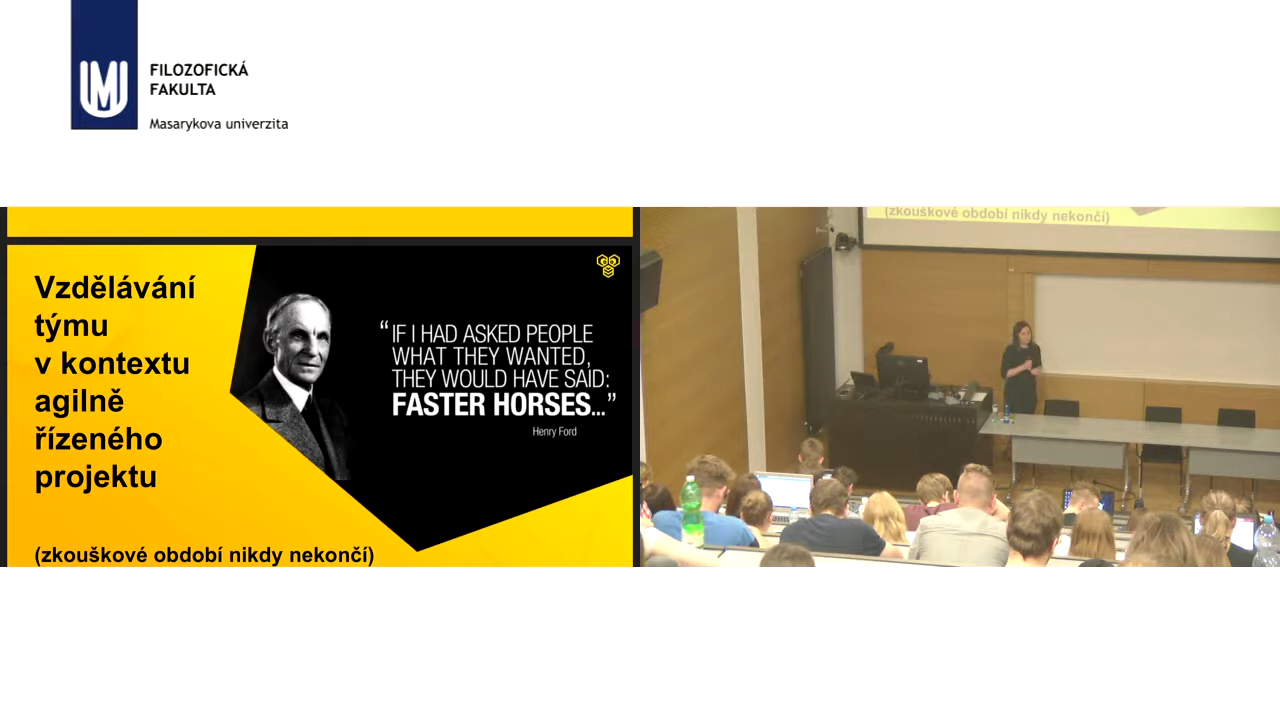 FILOZOFICKÁ
FAKULTA
Masarykova univerzita
Vzdělávání
týmu
v kontextu
agilně
řízeného
projektu
(zkouškové období nikdy nekončí)
“IF I HAD ASKED PEOPLE
WHAT THEY WANTED,
THEY WOULD HAVE SAID:
FASTER HORSES...”
Henry Ford
(zkouškové období nikdy nekončí)